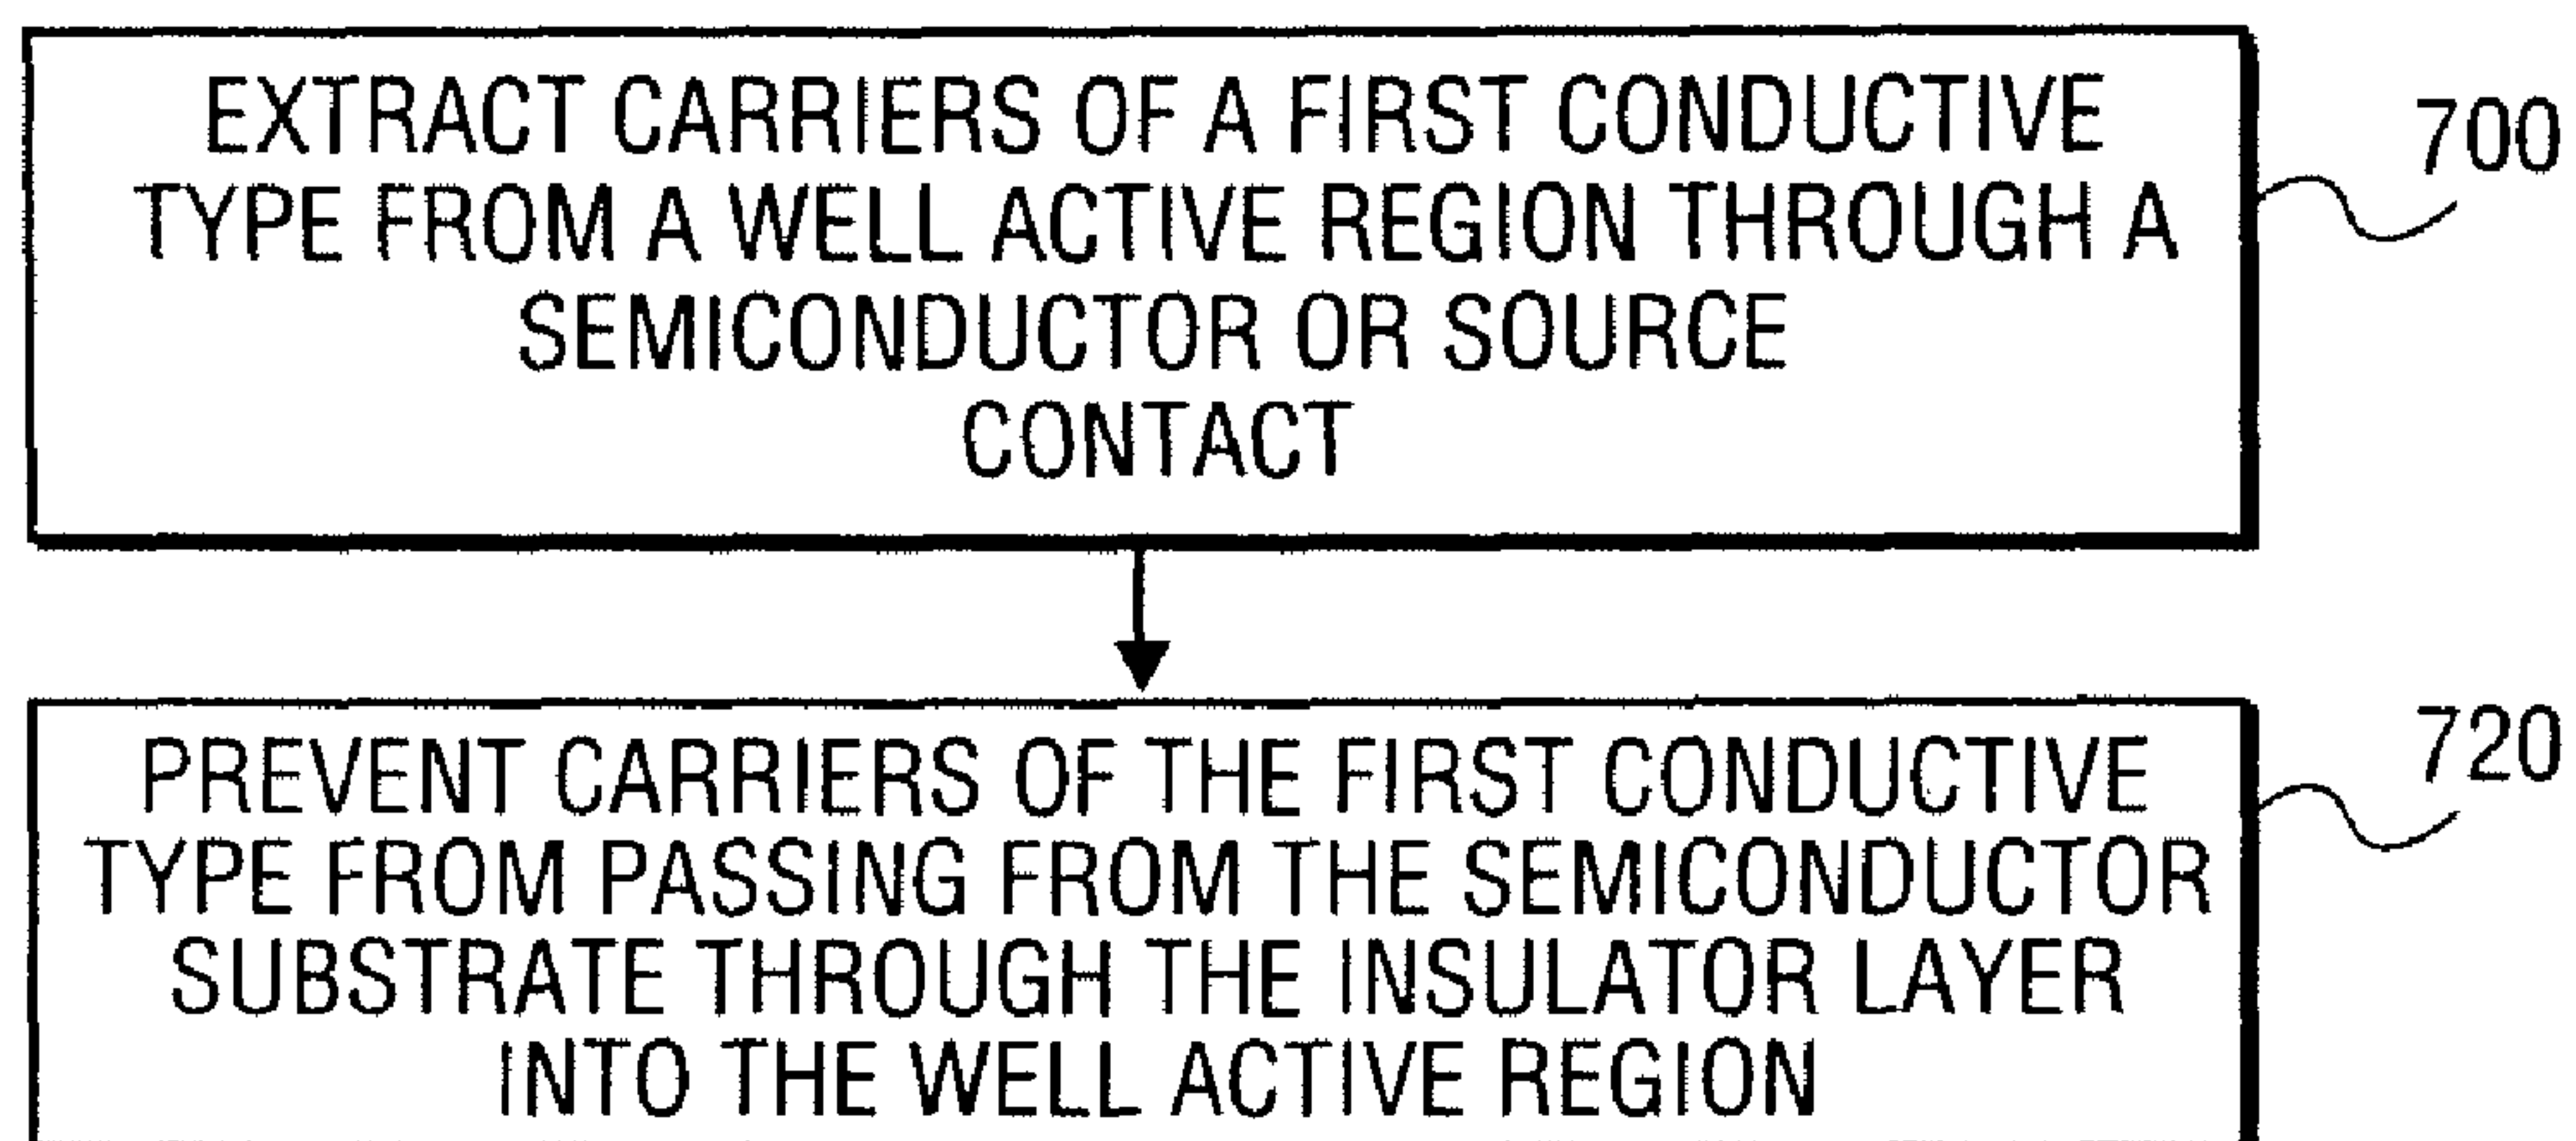 EXTRACT CARRIERS OF A FIRST CONDUCTIVE
TYPE FROM A WELL ACTIVE REGION THROUGH A
SEMICONDUCTOR OR SOURCE
CONTACT
700
PREVENT CARRIERS OF THE FIRST CONDUCTIVE
TYPE FROM PASSING FROM THE SEMICONDUCTOR
SUBSTRATE THROUGH THE INSULATOR LAYER
INTO THE WELL ACTIVE REGION
720